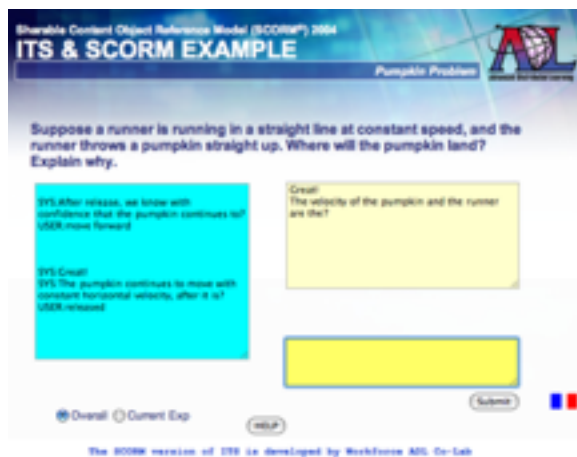 Sharable Content Object Reference Model (SCORM®) 2004
ITS & SCORM EXAMPLE
Pumpkin Problem
ADL
Advanced Distributed Learning
Suppose a runner is running in a straight line at constant speed, and the
runner throws a pumpkin straight up. Where will the pumpkin land?
Explain why.
SYS:After release, we know with
confidence that the pumpkin continues to?
USER:move forward
SYS:Great!
SYS:The pumpkin continues to move with
constant horizontal velocity, after it is?
USER:released
Great!
The velocity of the pumpkin and the runner
are the?
Submit
Overall Current Exp
HELP
The SCORM version of ITS is developed by Workforce ADL Co-Lab